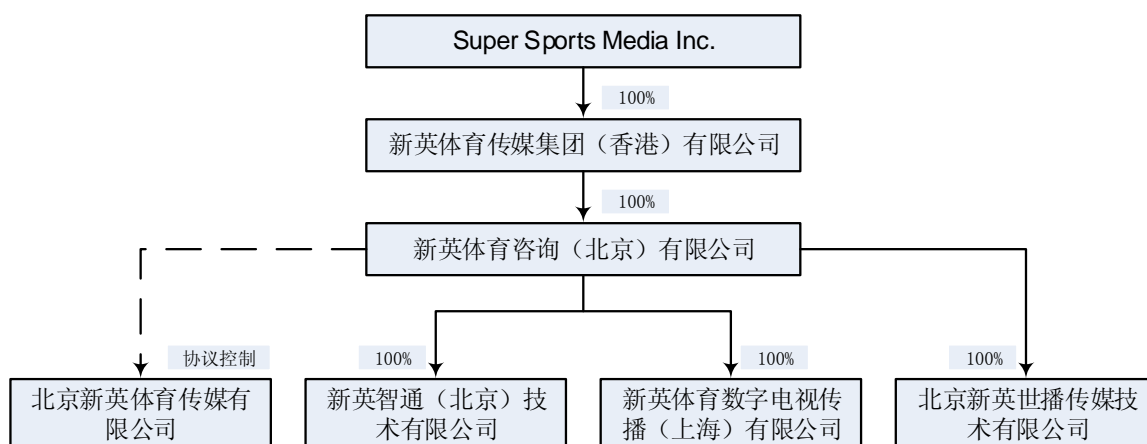 Super Sports Media Inc.
100%
新英体育传媒集团（香港）有限公司
100%
新英体育咨询（北京）有限公司
协议控制
100%
100%
100%
北京新英体育传媒有
限公司
新英智通（北京）技
术有限公司
新英体育数字电视传
播（上海）有限公司
北京新英世播传媒技
术有限公司